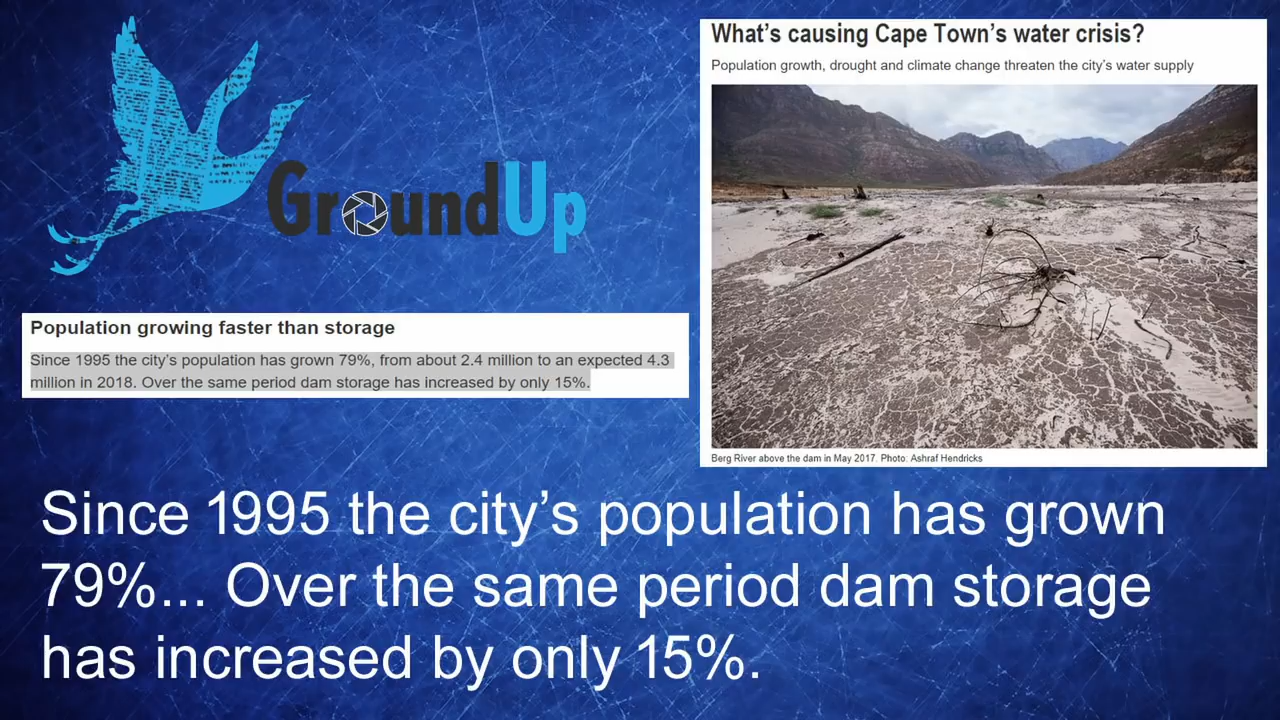 GroundUp
What's causing Cape Town's water crisis?
Population growth, drought and climate change threaten the city's water supply
Berg River above the dam in May 2017. Photo: Ashraf Hendricks
Population growing faster than storage
Since 1995 the city's population has grown 79%, from about 2.4 million to an expected 4.3
million in 2018. Over the same period dam storage has increased by only 15%.
Since 1995 the city's population has grown
79%... Over the same period dam storage
has increased by only 15%.